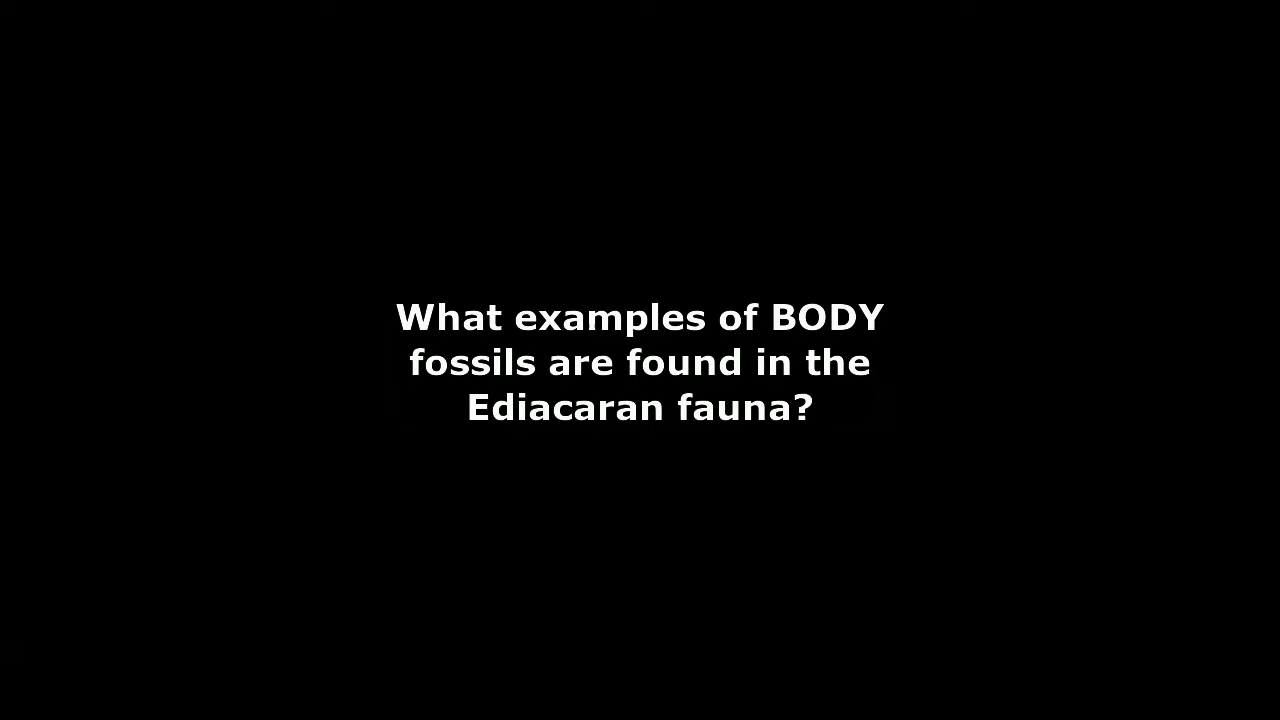 What examples of BODY
fossils are found in the
Ediacaran fauna?